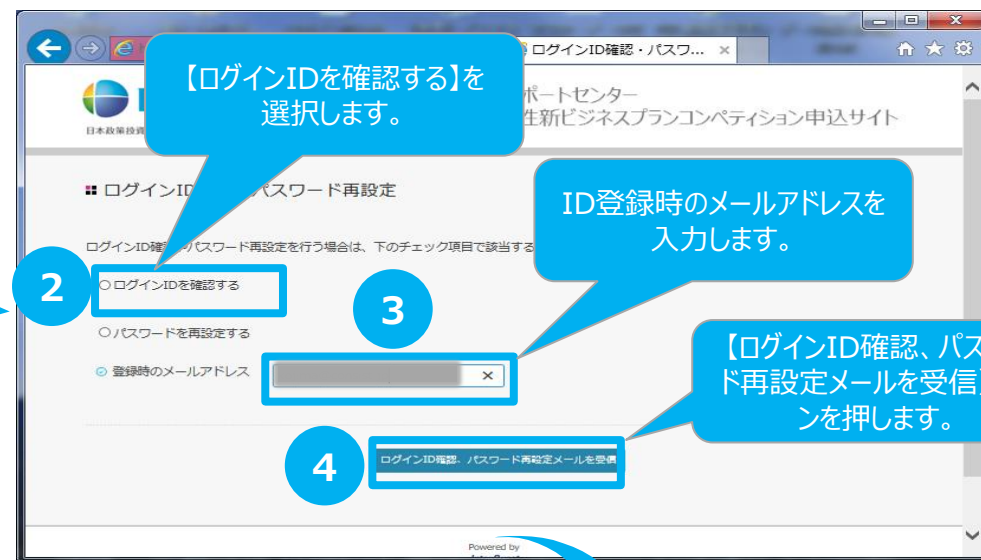 ログインID確認・パスワ... ×
【ログインIDを確認する】を
選択します。
ポートセンター
生新ビジネスプランコンペティション申込サイト
日本政策投資
ログインI
パスワード再設定
ID登録時のメールアドレスを
入力します。
ログインID確
パスワード再設定を行う場合は、下のチェック項目で該当する
2
○ログインIDを確認する
3
○パスワードを再設定する
登録時のメールアドレス
×
【ログインID確認、パス
ド再設定メールを受信
ンを押します。
4
ログインID確認、パスワード再設定メールを受信
Powered by